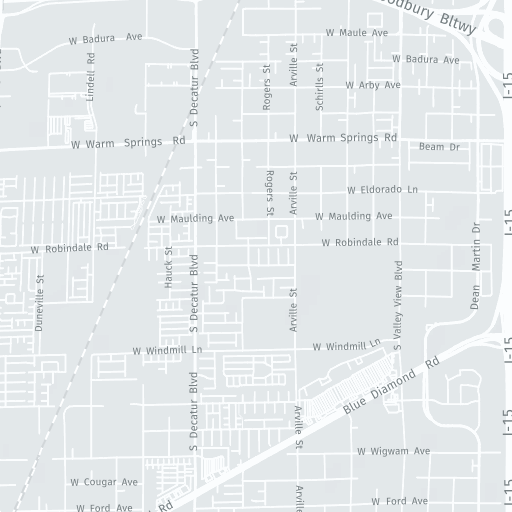 oodbury Bltwy
W Badura Ave
W Maule Ave
W Badura Ave
Lindell Rd
S Decatur Blvd
Rogers St
Arville St
Schirlls St
W Arby Ave
I-15
W Warm Springs Rd
W Warm Springs Rd
Beam Dr
Rogers St
Arville St
W Eldorado Ln
W Maulding Ave
W Maulding Ave
I-15
W Robindale Rd
W Robindale Rd
Hauck St
Duneville St
S Decatur Blvd
Arville St
S Valley View Blvd
Dean Martin Dr
W Windmill Ln
W Windmill Ln
I-15
Blue Diamond Rd
S Decatur Blvd
Arville St
I-15
W Wigwam Ave
W Cougar Ave
W Ford Ave
Rd
Arville
W Ford Ave
I-15